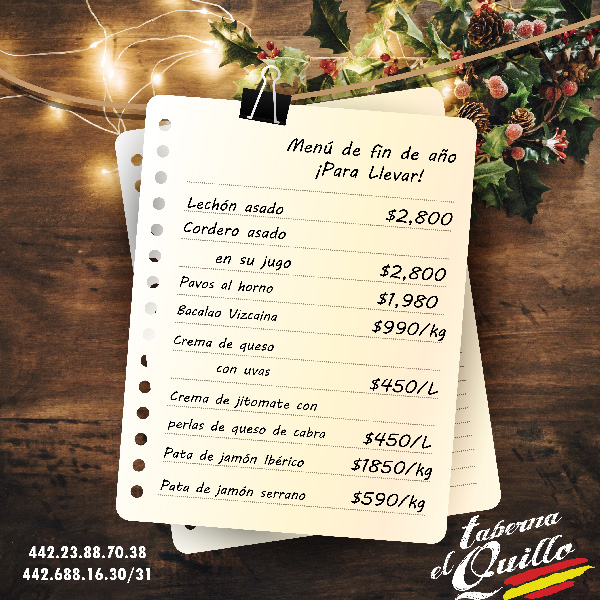 Menú de fin de año
¡Para Llevar!
Lechón asado $2,800
Cordero asado
en su jugo $2,800
Pavos al horno $1,980
Bacalao Vizcaina $990/kg
Crema de queso
con uvas $450/L
Crema de jitomate con
perlas de queso de cabra $450/L
Pata de jamón Ibérico $1850/kg
Pata de jamón serrano $590/kg
442.23.88.70.38
442.688.16.30/31
taberna
el Quillo